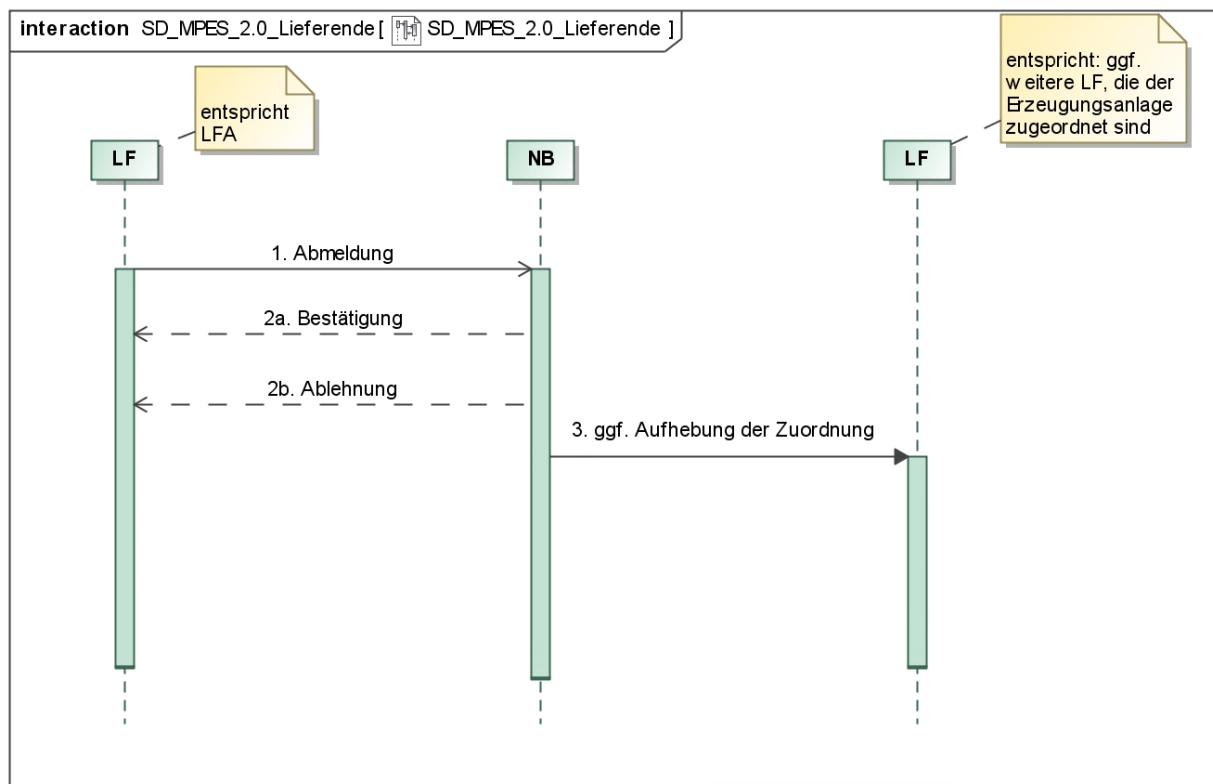 interaction SD_MPES_2.0_Lieferende [ SD_MPES_2.0_Lieferende ]
entspricht
LFA
entspricht: ggf.
weitere LF, die der
Erzeugungsanlage
zugeordnet sind
LF
NB
LF
1. Abmeldung
2a. Bestätigung
2b. Ablehnung
3. ggf. Aufhebung der Zuordnung